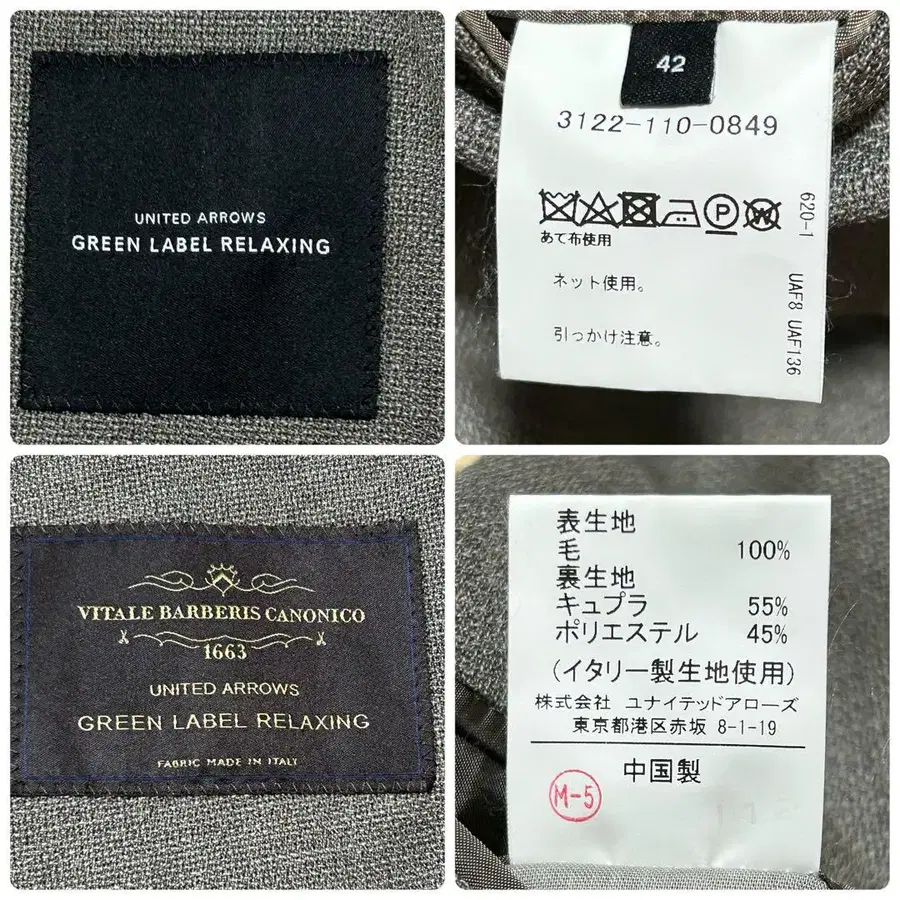 UNITED ARROWS
GREEN LABEL RELAXING
42
3122-110-0849
P
W
あて布使用
ネット使用。
引っかけ注意。
620-1
UAF8 UAF136
VITALE BARBERIS CANONICO
1663
UNITED ARROWS
GREEN LABEL RELAXING
FABRIC MADE IN ITALY
表生地
毛 100%
裏生地
キュプラ 55%
ポリエステル 45%
(イタリー製生地使用)
株式会社 ユナイテッドアローズ
東京都港区赤坂 8-1-19
中国製
M-5